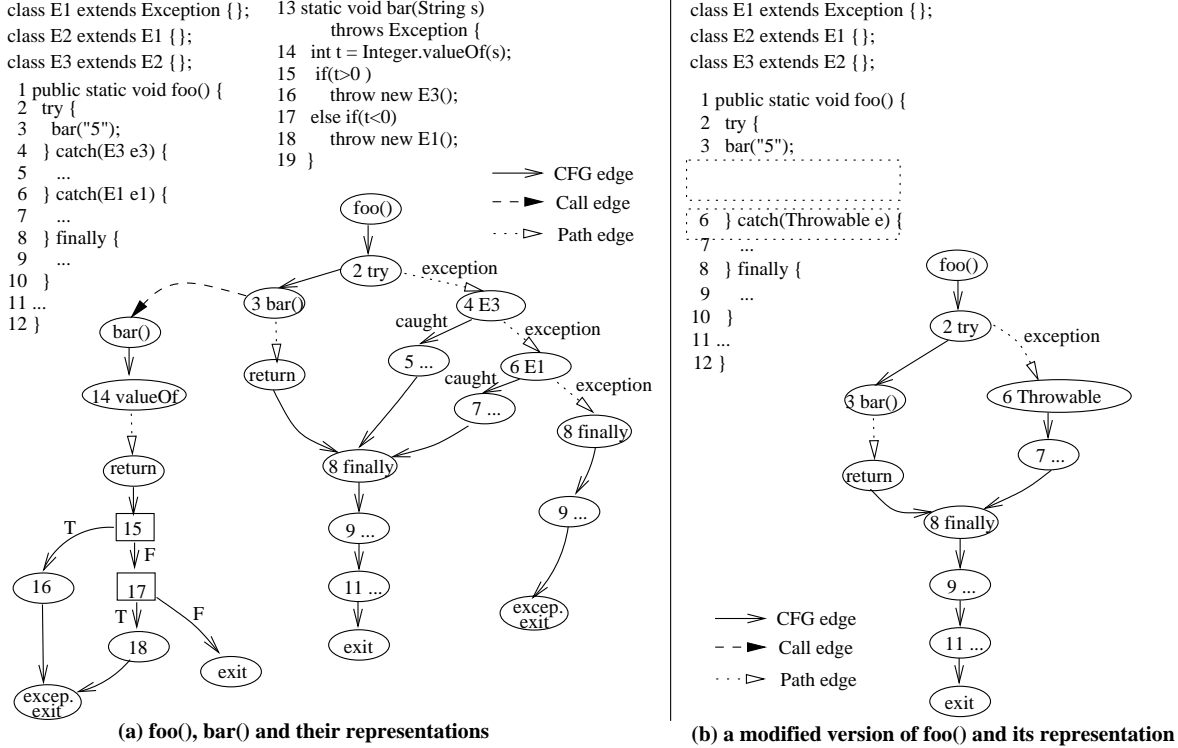 class E1 extends Exception {};
class E2 extends E1 {};
class E3 extends E2 {};
1 public static void foo() {
2 try {
3 bar("5");
4 } catch(E3 e3) {
5 ...
6 } catch(E1 e1) {
7 ...
8 } finally {
9 ...
10 }
11 ...
12 }
13 static void bar(String s)
throws Exception {
14 int t = Integer.valueOf(s);
15 if(t>0 )
16 throw new E3();
17 else if(t<0)
18 throw new E1();
19 }
CFG edge
Call edge
Path edge
foo()
2 try
exception
3 bar()
4 E3
bar()
caught
exception
return
5 ...
6 E1
14 valueOf
caught
exception
7 ...
8 finally
return
8 finally
T
15
9 ...
9 ...
F
16
17
11 ...
T
F
excep.
exit
18
exit
exit
excep.
exit
(a) foo(), bar() and their representations
class E1 extends Exception {};
class E2 extends E1 {};
class E3 extends E2 {};
1 public static void foo() {
2 try {
3 bar("5");
6 } catch(Throwable e) {
7 ...
8 } finally {
9 ...
10 }
11 ...
12 }
foo()
2 try
exception
3 bar()
6 Throwable
7 ...
return
8 finally
9 ...
11 ...
exit
CFG edge
Call edge
Path edge
(b) a modified version of foo() and its representation